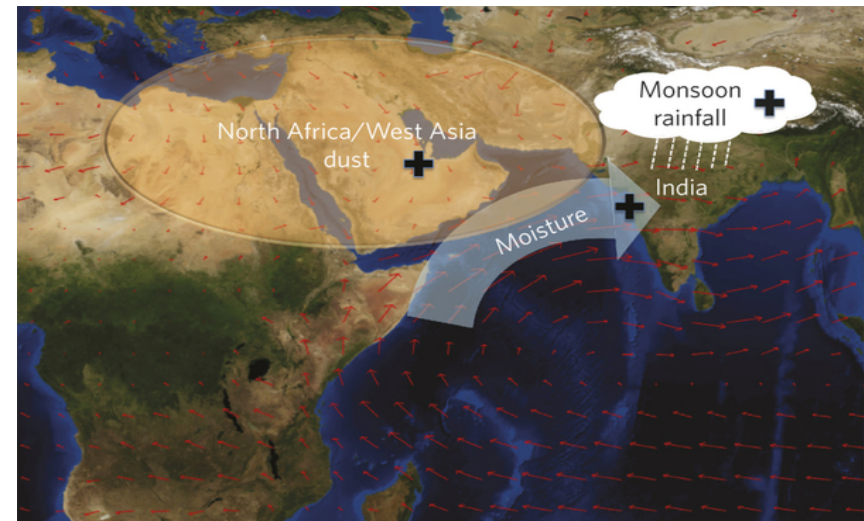 North Africa/West Asia
dust
Monsoon
rainfall
India
Moisture